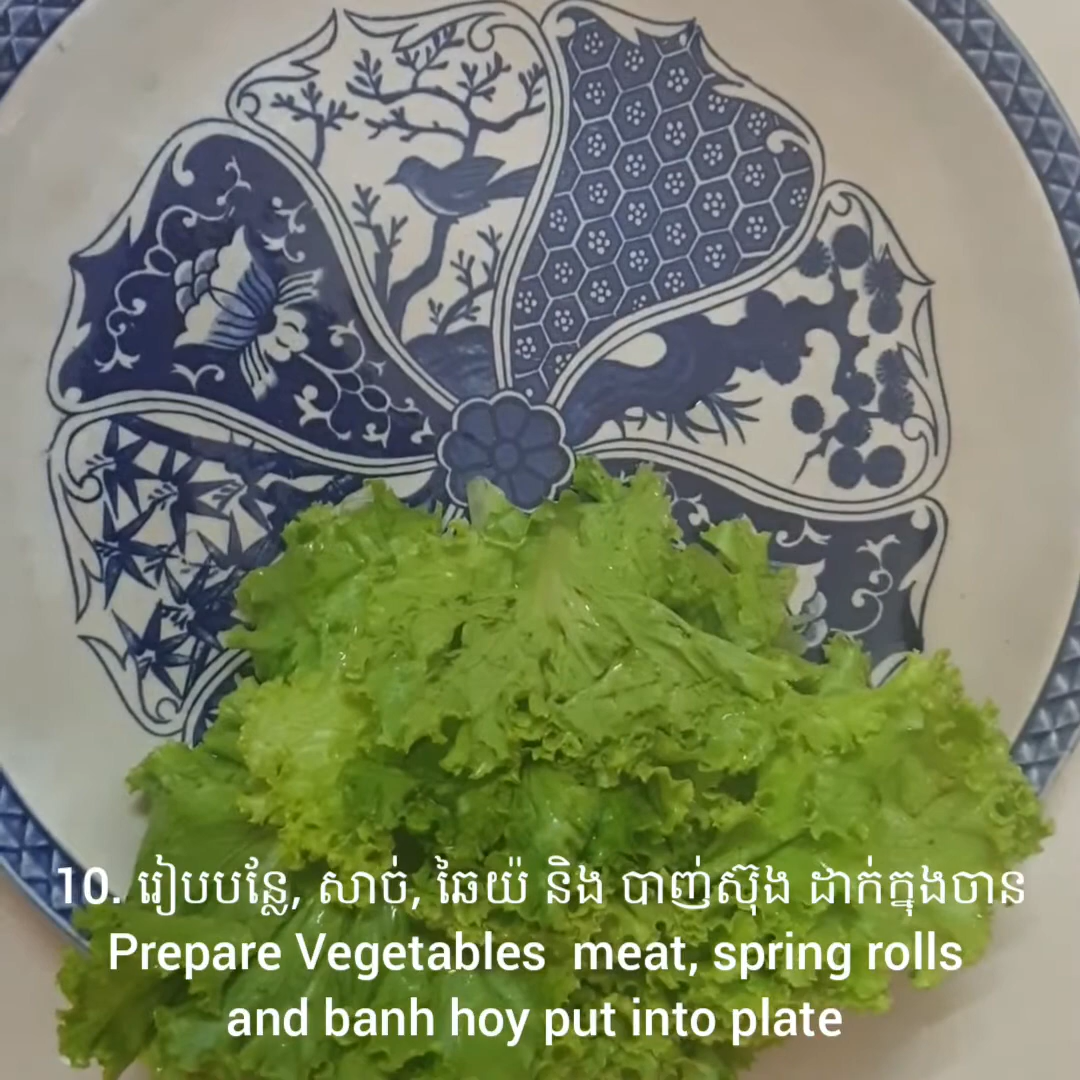 10. រៀបបន្លែ, សាច់, ឆៃយ៉ និង បាញ់ស៊ុង ដាក់ក្នុងចាន
Prepare Vegetables meat, spring rolls
and banh hoy put into plate